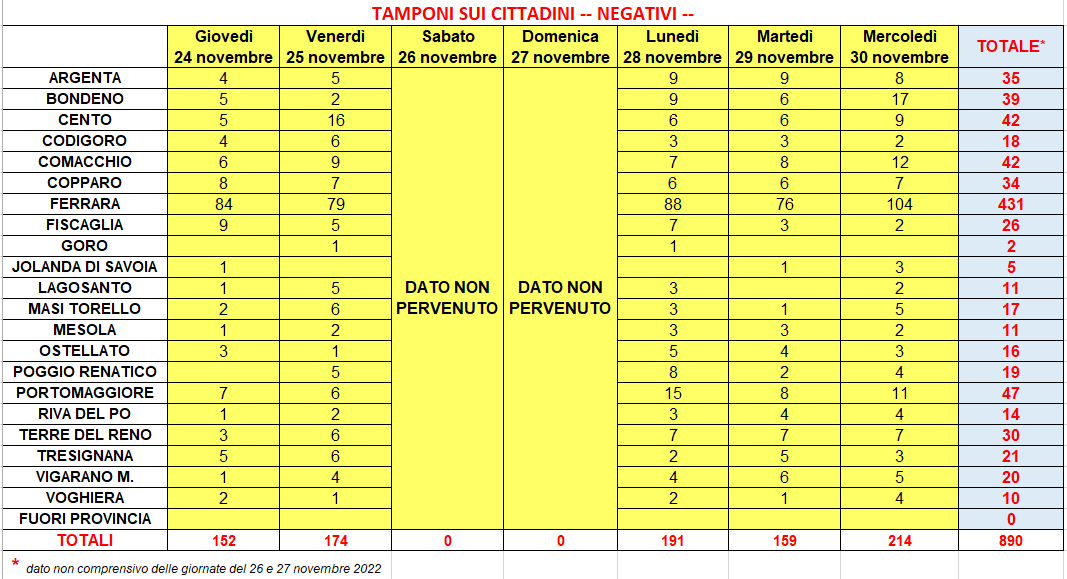 TAMPONI SUI CITTADINI -- NEGATIVI --
Giovedì Venerdì Sabato Domenica Lunedì Martedì Mercoledì
24 novembre 25 novembre 26 novembre 27 novembre 28 novembre 29 novembre 30 novembre TOTALE*
ARGENTA 4 5 9 9 8 35
BONDENO 5 2 9 6 17 39
CENTO 5 16 6 6 9 42
CODIGORO 4 6 3 3 2 18
COMACCHIO 6 9 7 8 12 42
COPPARO 8 7 6 6 7 34
FERRARA 84 79 88 76 104 431
FISCAGLIA 9 5 7 3 2 26
GORO 1 1 2
JOLANDA DI SAVOIA 1 1 3 5
LAGOSANTO 1 5 DATO NON DATO NON 3 2 11
MASI TORELLO 2 6 PERVENUTO PERVENUTO 3 1 5 17
MESOLA 1 2 3 3 2 11
OSTELLATO 3 1 5 4 3 16
POGGIO RENATICO 5 8 2 4 19
PORTOMAGGIORE 7 6 15 8 11 47
RIVA DEL PO 1 2 3 4 4 14
TERRE DEL RENO 3 6 7 7 7 30
TRESIGNANA 5 6 2 5 3 21
VIGARANO M. 1 4 4 6 5 20
VOGHIERA 2 1 2 1 4 10
FUORI PROVINCIA 0
TOTALI 152 174 0 0 191 159 214 890
* dato non comprensivo delle giornate del 26 e 27 novembre 2022